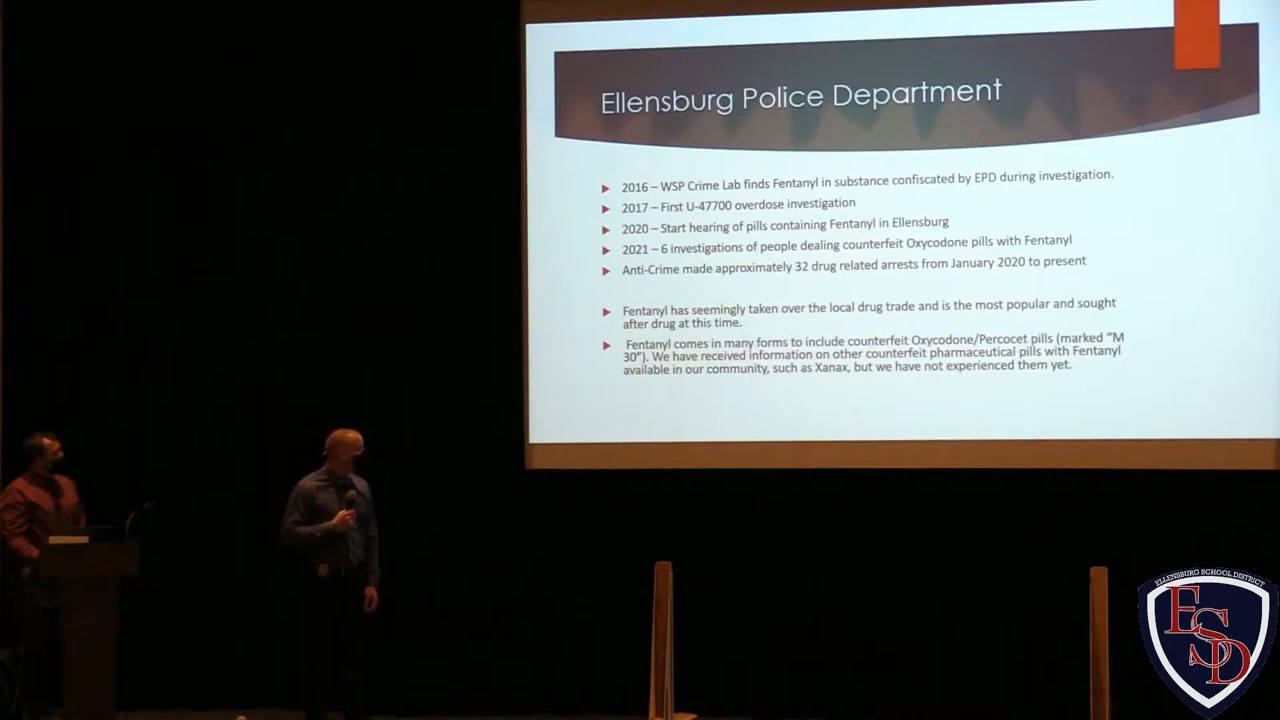 Ellensburg Police Department
2016 – WSP Crime Lab finds Fentanyl in substance confiscated by EPD during investigation.
2017 – First U-47700 overdose investigation
2020 – Start hearing of pills containing Fentanyl in Ellensburg
2021 – 6 investigations of people dealing counterfeit Oxycodone pills with Fentanyl
Anti-Crime made approximately 32 drug related arrests from January 2020 to present
Fentanyl has seemingly taken over the local drug trade and is the most popular and sought
after drug at this time.
Fentanyl comes in many forms to include counterfeit Oxycodone/Percocet pills (marked "M
30"). We have received information on other counterfeit pharmaceutical pills with Fentanyl
available in our community, such as Xanax, but we have not experienced them yet.
ELLENSBURG SCHOOL DISTRICT
ESD